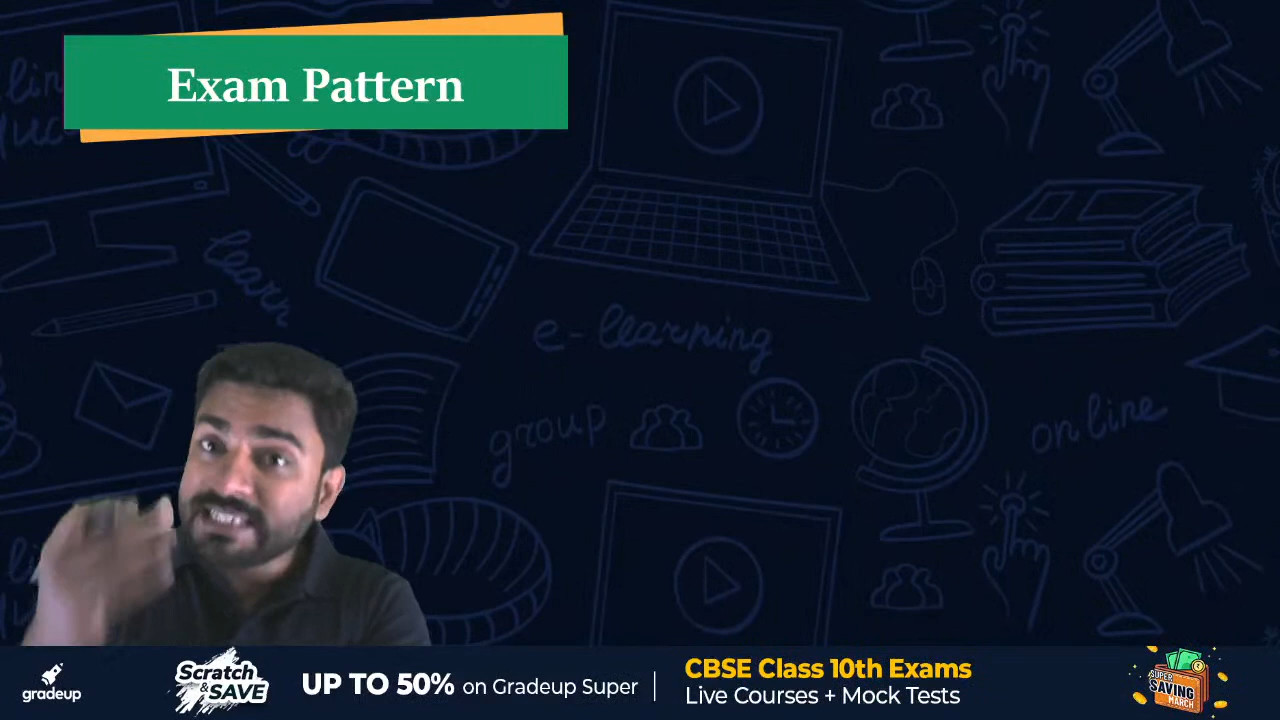 Exam Pattern
learn
e-learning
group
online
gradeup
Scratch
& SAVE
UP TO 50% on Gradeup Super
CBSE Class 10th Exams
Live Courses + Mock Tests
SUPER
SAVING
MARCH